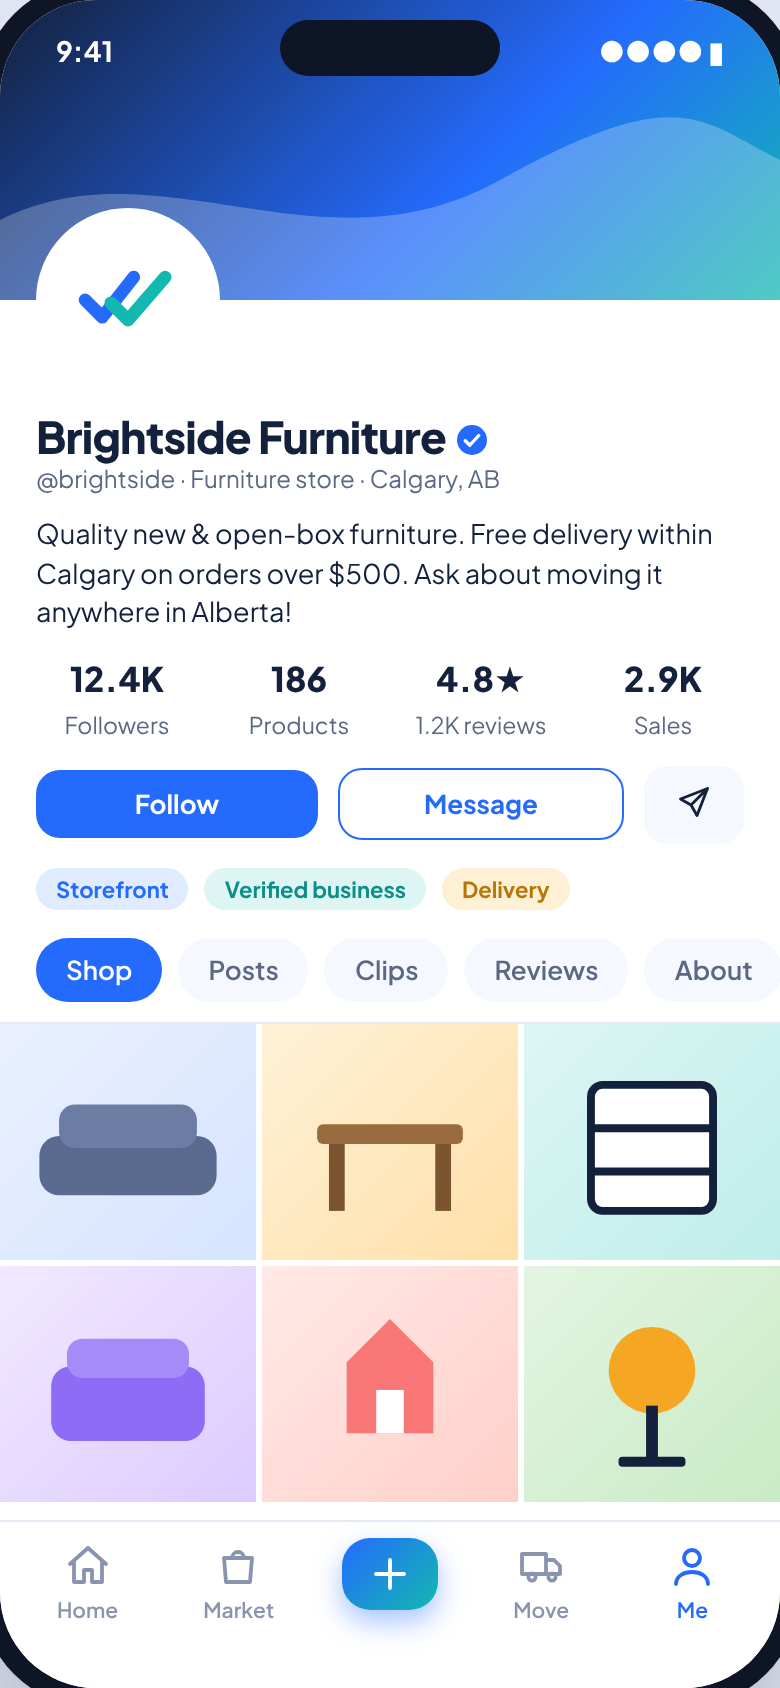 9:41
Brightside Furniture
@brightside · Furniture store · Calgary, AB
Quality new & open-box furniture. Free delivery within
Calgary on orders over $500. Ask about moving it
anywhere in Alberta!
12.4K 186 4.8★ 2.9K
Followers Products 1.2K reviews Sales
Follow Message
Storefront Verified business Delivery
Shop Posts Clips Reviews About
Home Market Move Me